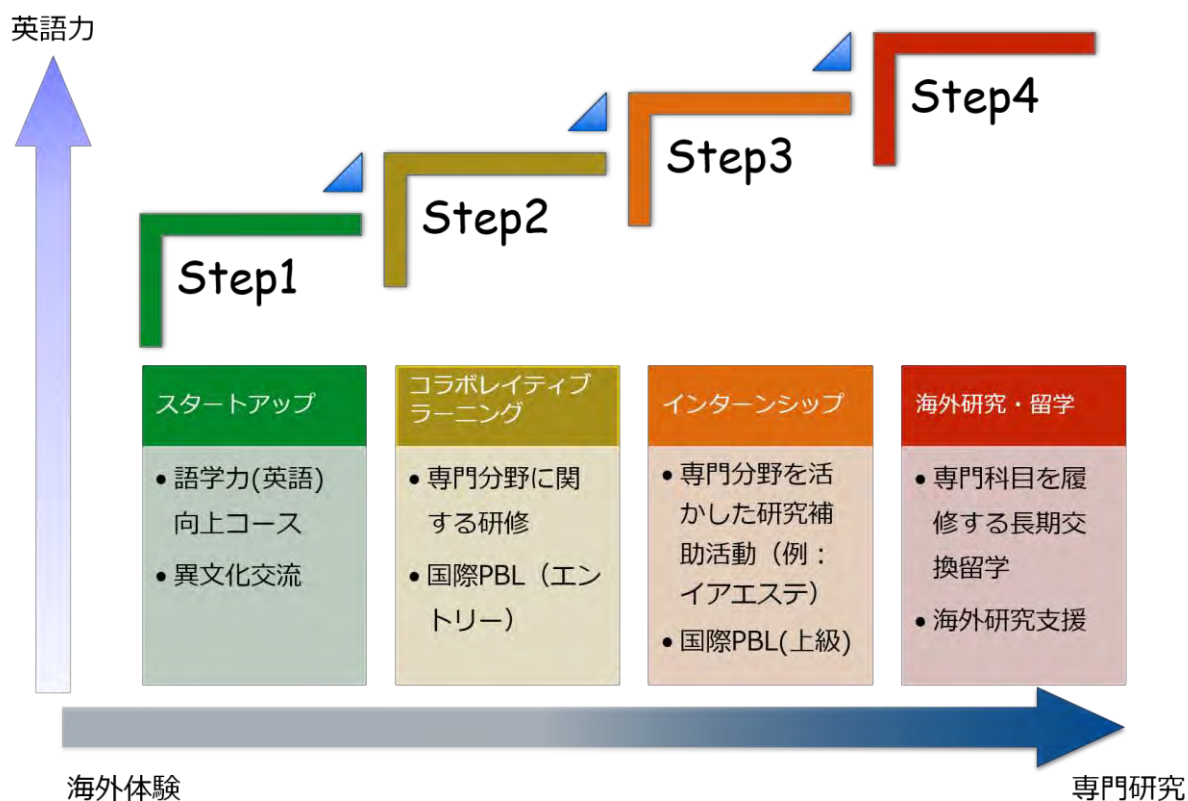 英語力
Step1
Step2
Step3
Step4
スタートアップ
• 語学力(英語)
向上コース
• 異文化交流
コラボレイティブ
ラーニング
• 専門分野に関
する研修
• 国際PBL（エン
トリー）
インターンシップ
• 専門分野を活
かした研究補
助活動（例：
イアエステ）
• 国際PBL(上級)
海外研究・留学
• 専門科目を履
修する長期交
換留学
• 海外研究支援
海外体験
専門研究